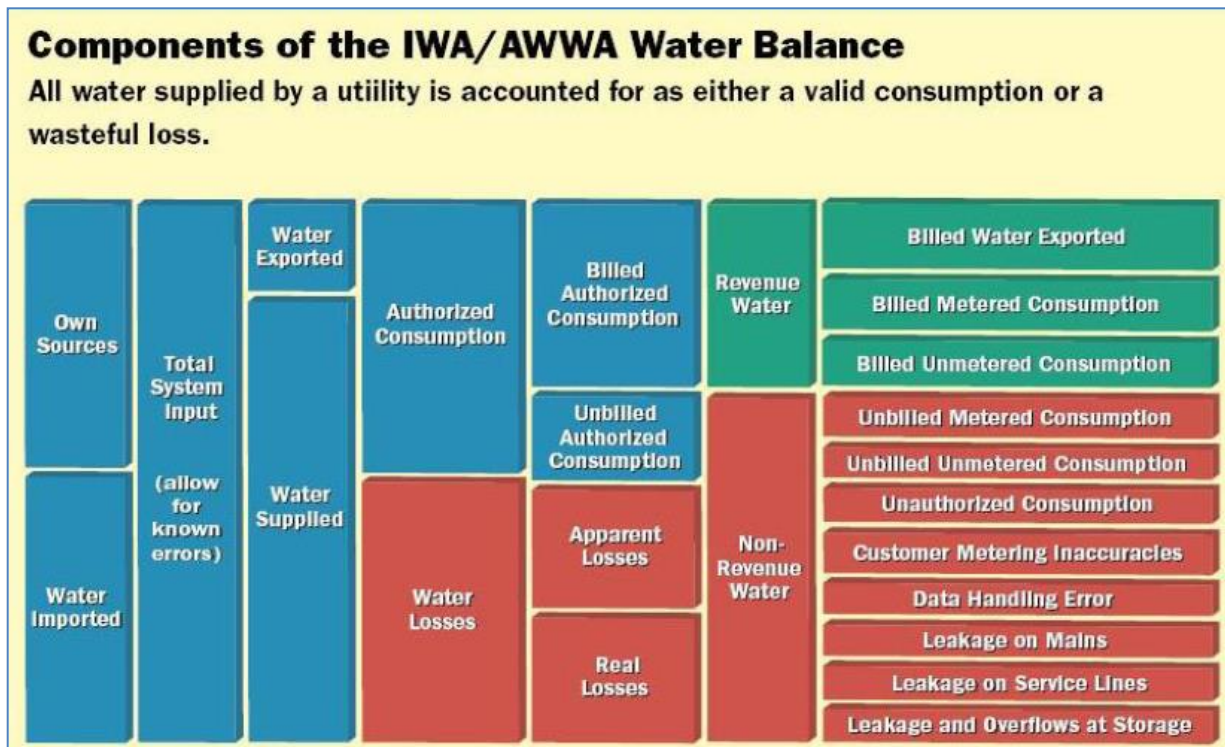 Components of the IWA/AWWA Water Balance
All water supplied by a utiility is accounted for as either a valid consumption or a
wasteful loss.
Own
Sources
Water
Imported
Total
System
Input
(allow
for
known
errors)
Water
Exported
Water
Supplied
Authorized
Consumption
Water
Losses
Billed
Authorized
Consumption
Unbilled
Authorized
Consumption
Apparent
Losses
Real
Losses
Revenue
Water
Non-
Revenue
Water
Billed Water Exported
Billed Metered Consumption
Billed Unmetered Consumption
Unbilled Metered Consumption
Unbilled Unmetered Consumption
Unauthorized Consumption
Customer Metering Inaccuracies
Data Handling Error
Leakage on Mains
Leakage on Service Lines
Leakage and Overflows at Storage